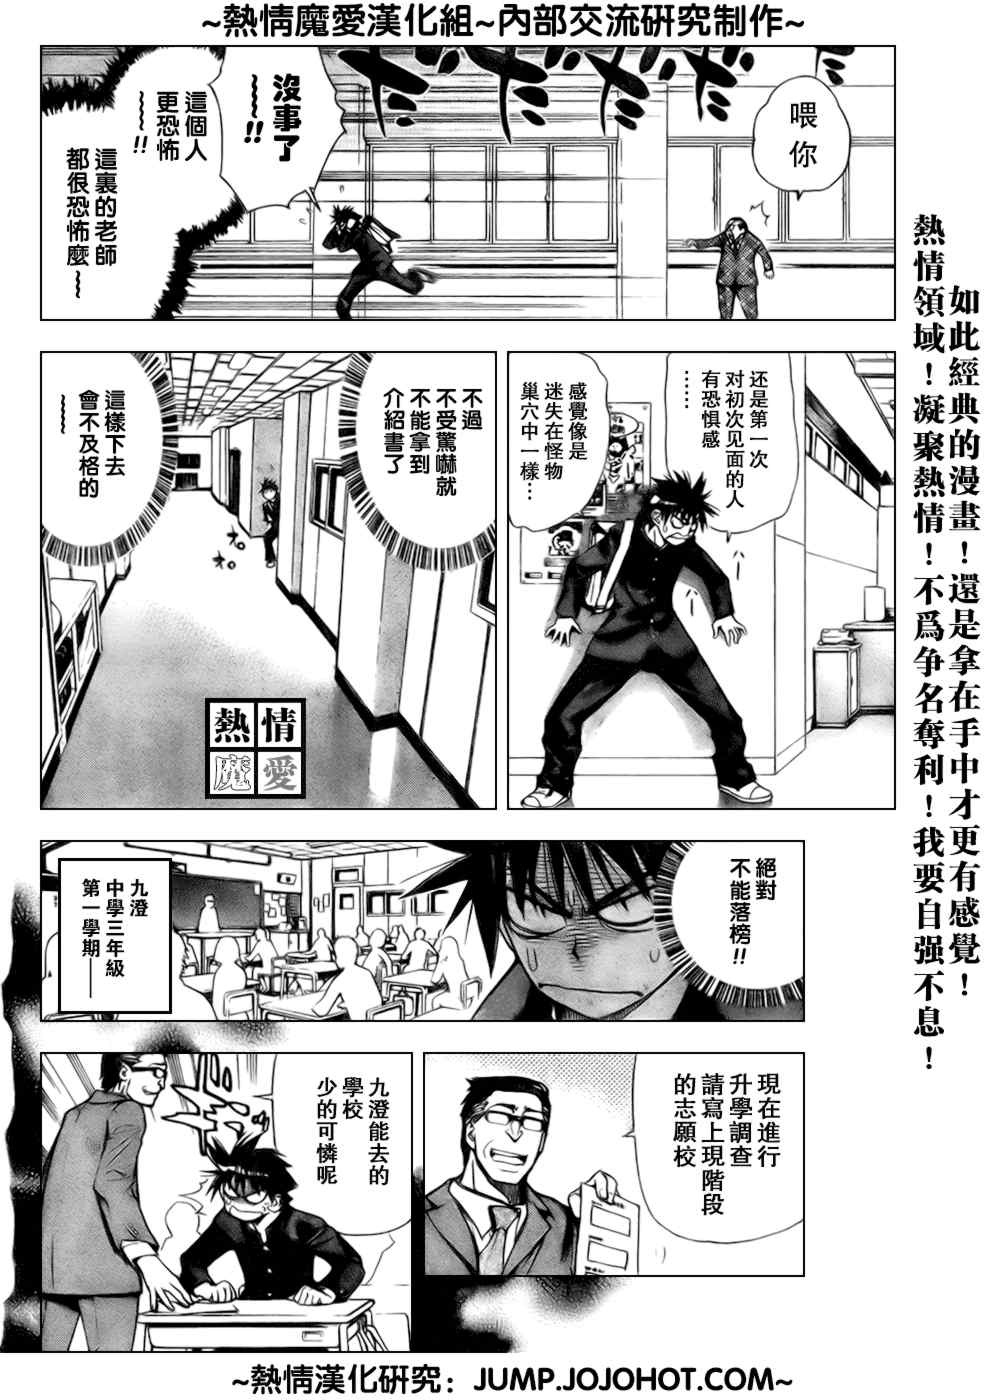 ~熱情魔愛漢化組~內部交流研究制作~
喂
你
沒事了
~~~!!
這個人
更恐怖
~~~!!
這裏的老師
都很恐怖麼~
如此經典的漫畫！還是拿在手中才更有感覺！
熱情領域！凝聚熱情！不爲争名奪利！我要自强不息！
还是第一次
对初次见面的人
有恐惧感
……
感覺像是
迷失在怪物
巢穴中一樣…
不過
不受驚嚇就
不能拿到
介紹書了
這樣下去
會不及格的
~~~
オオ
オオ
熱情
魔愛
絕對
不能落榜!!
九澄
中學三年級
第一學期——
現在進行
升學調查
請寫上現階段
的志願校
九澄能去的
學校
少的可憐呢
~熱情漢化研究：JUMP.JOJOHOT.COM~